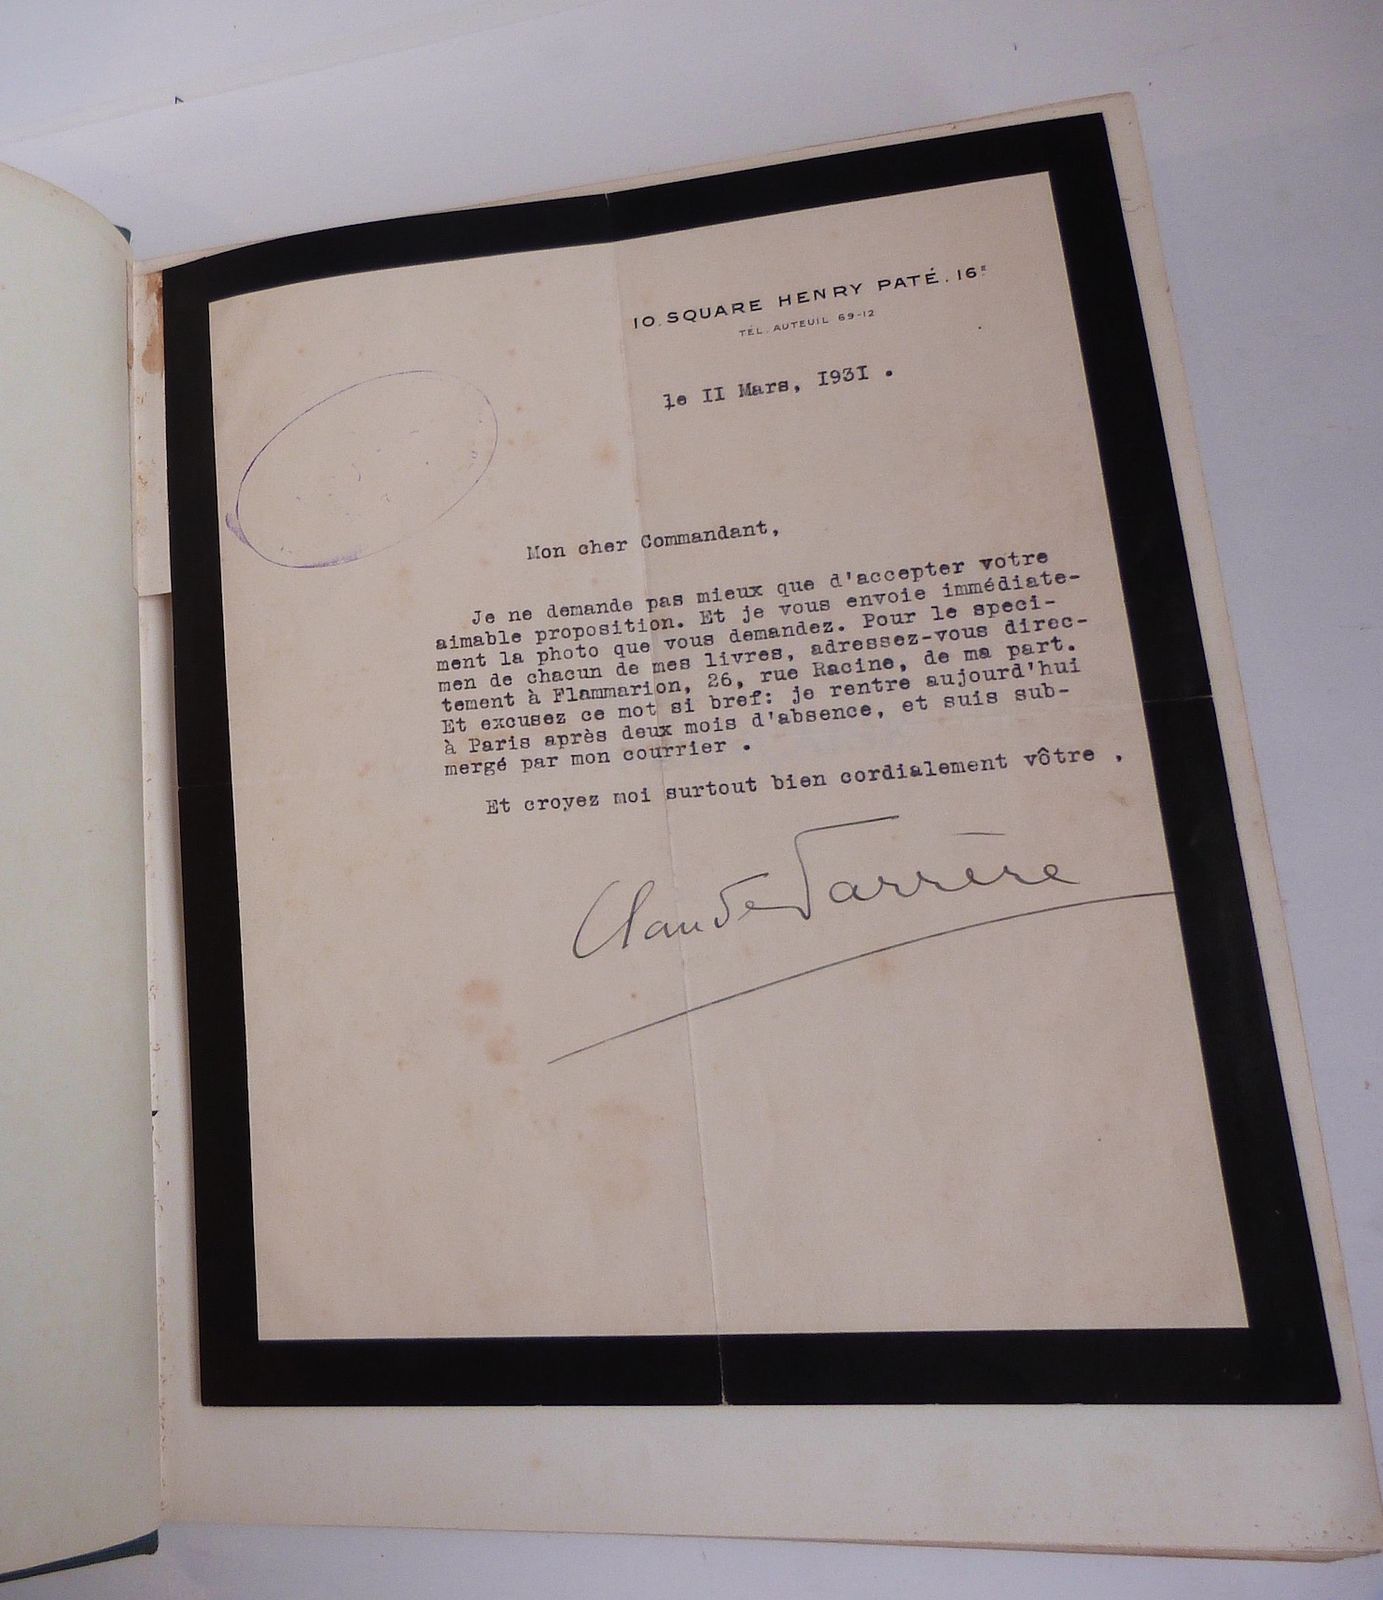 10. SQUARE HENRY PATÉ. 16E
TÉL. AUTEUIL 69-12
le II Mars, I93I .
Mon cher Commandant,
Je ne demande pas mieux que d'accepter votre
aimable proposition. Et je vous envoie immédiate-
ment la photo que vous demandez. Pour le speci-
men de chacun de mes livres, adressez-vous direc-
tement à Flammarion, 26, rue Racine, de ma part.
Et excusez ce mot si bref: je rentre aujourd'hui
à Paris après deux mois d'absence, et suis sub-
mergé par mon courrier .
Et croyez moi surtout bien cordialement vôtre ,
Claude Farrère